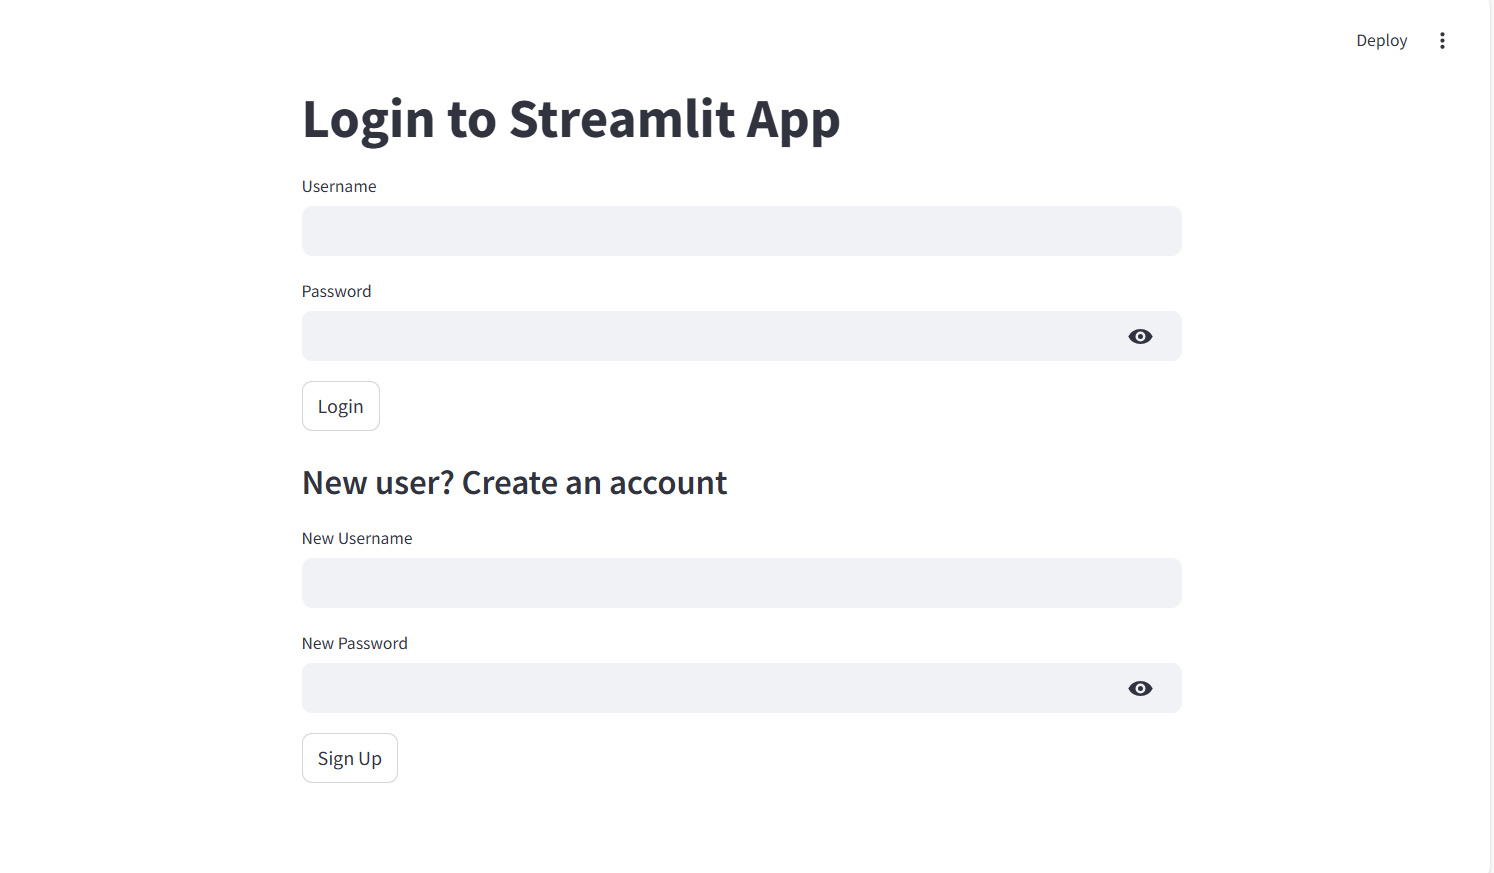 Deploy
Login to Streamlit App
Username
Password
Login
New user? Create an account
New Username
New Password
Sign Up